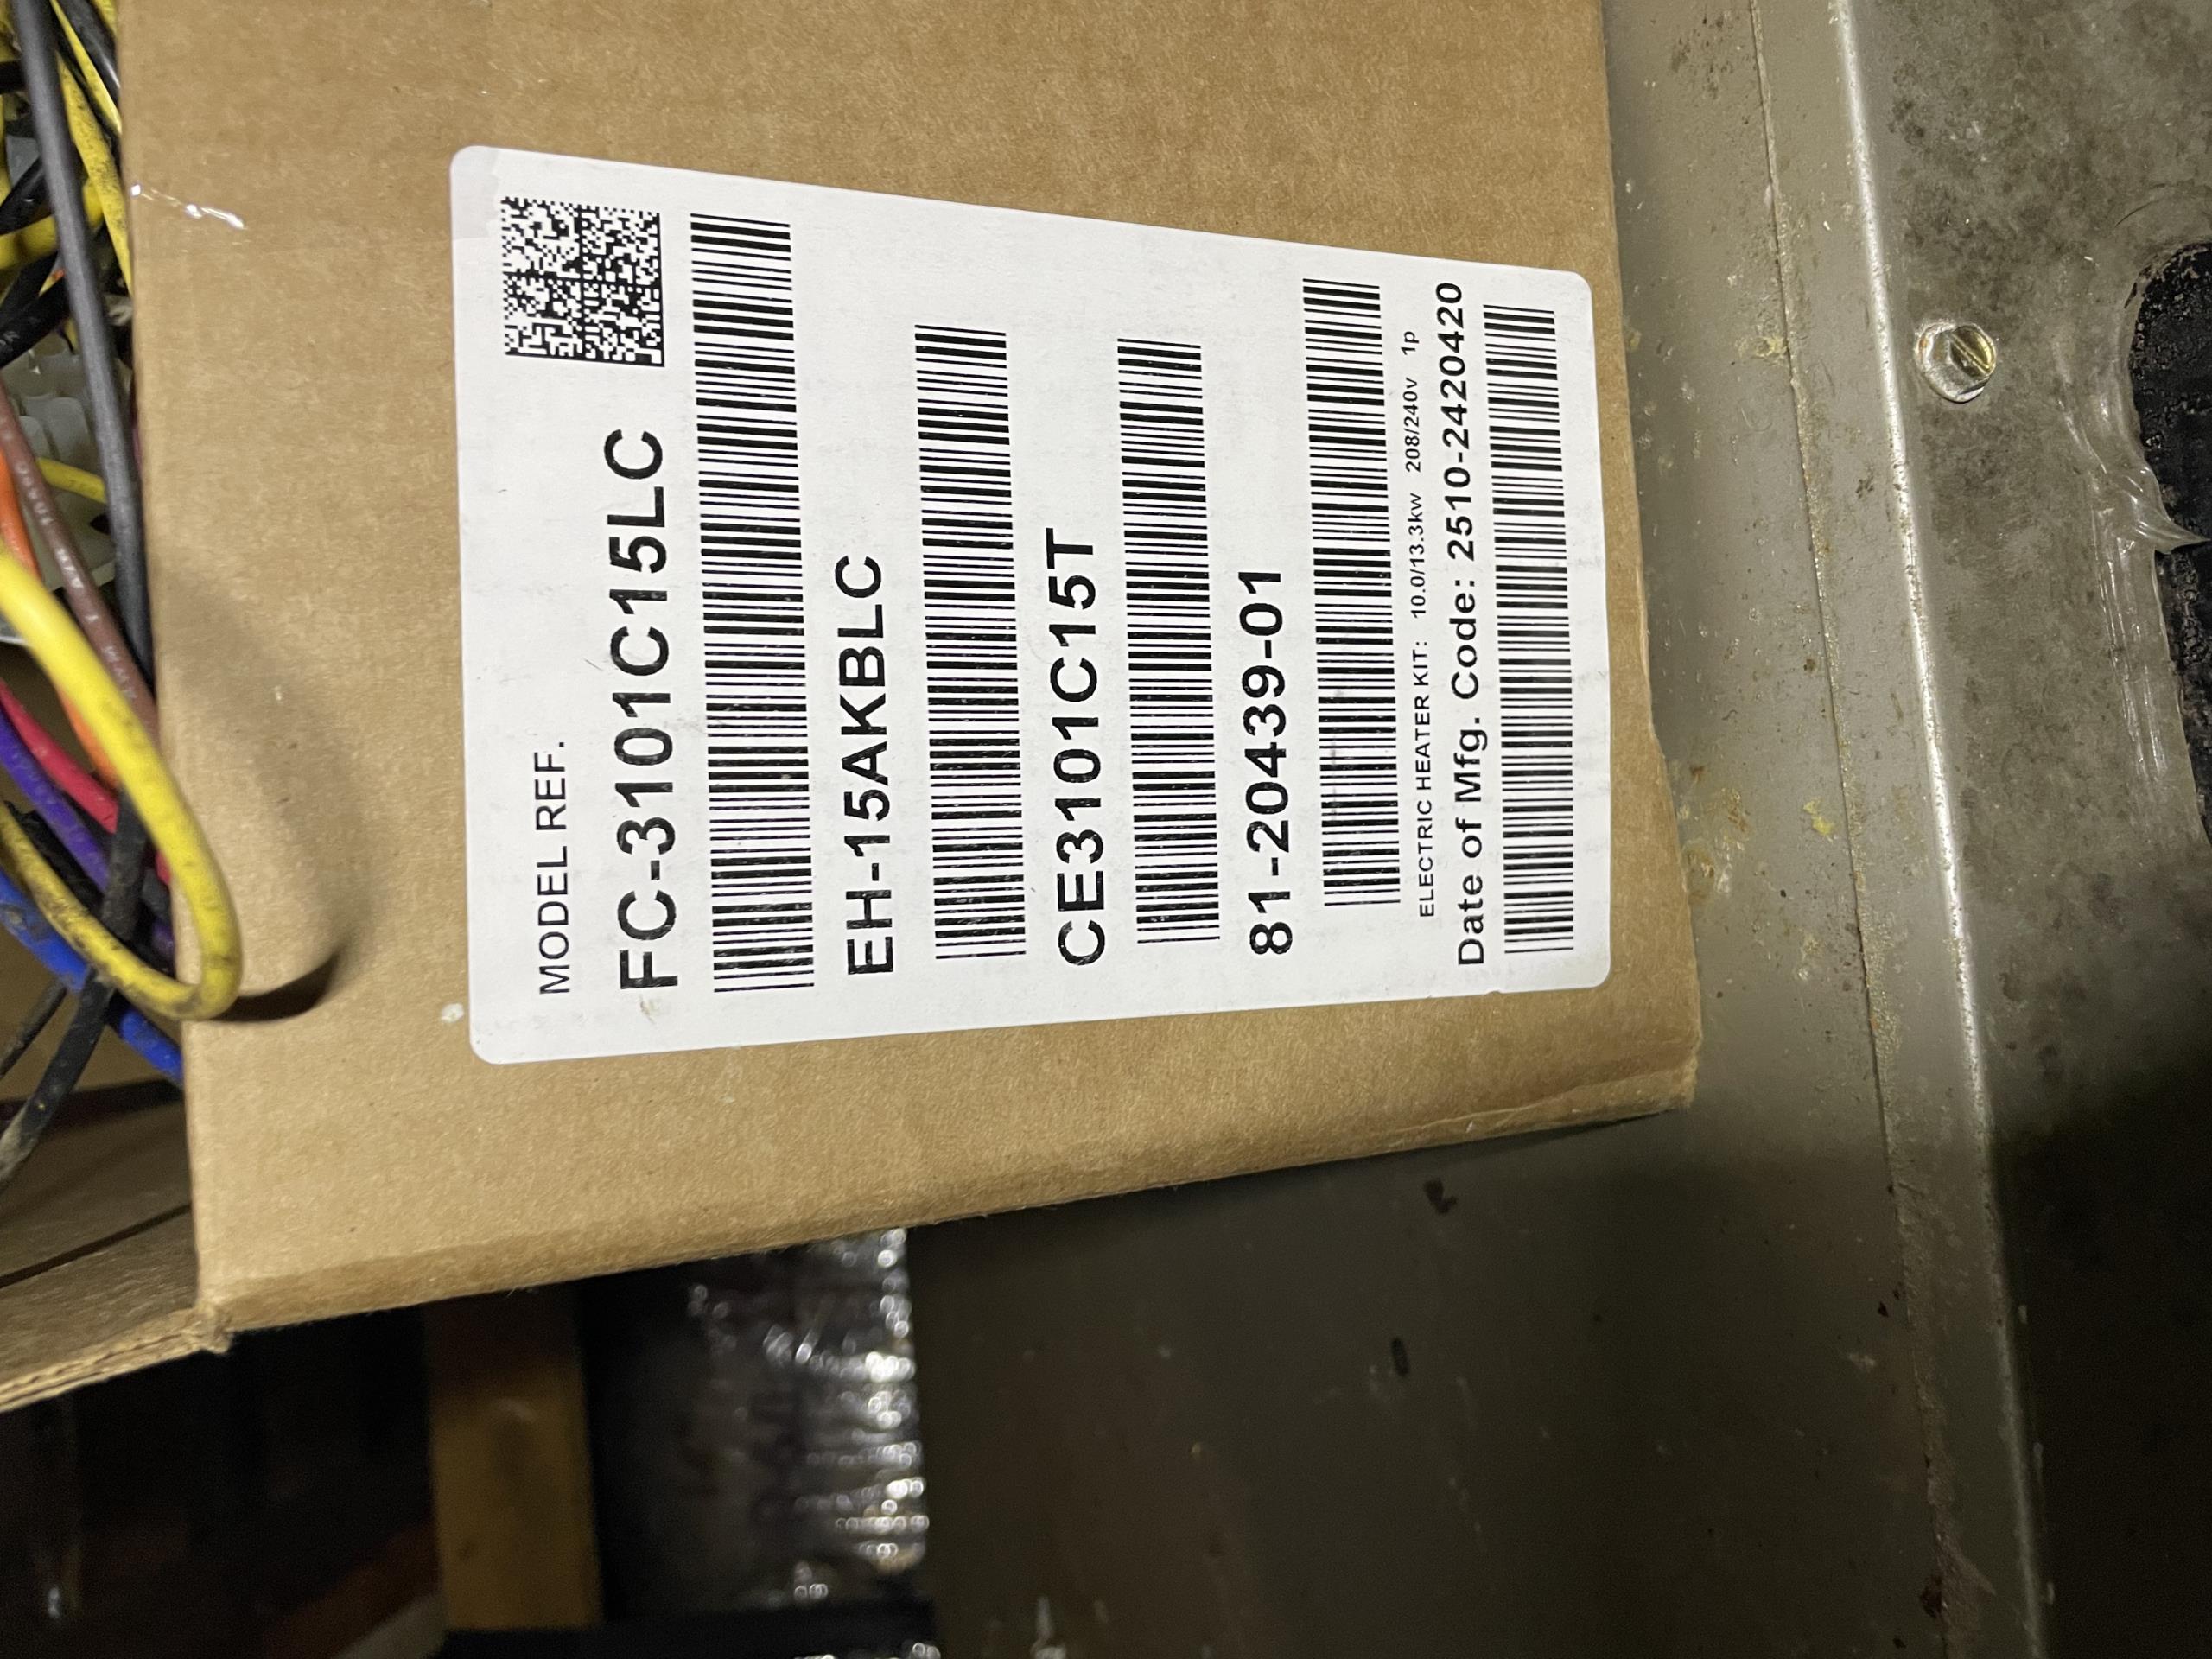 MODEL REF.
FC-3101C15LC
EH-15AKBLC
CE3101C15T
81-20439-01
ELECTRIC HEATER KIT: 10.0/13.3kw 208/240v 1p
Date of Mfg. Code: 2510-2420420